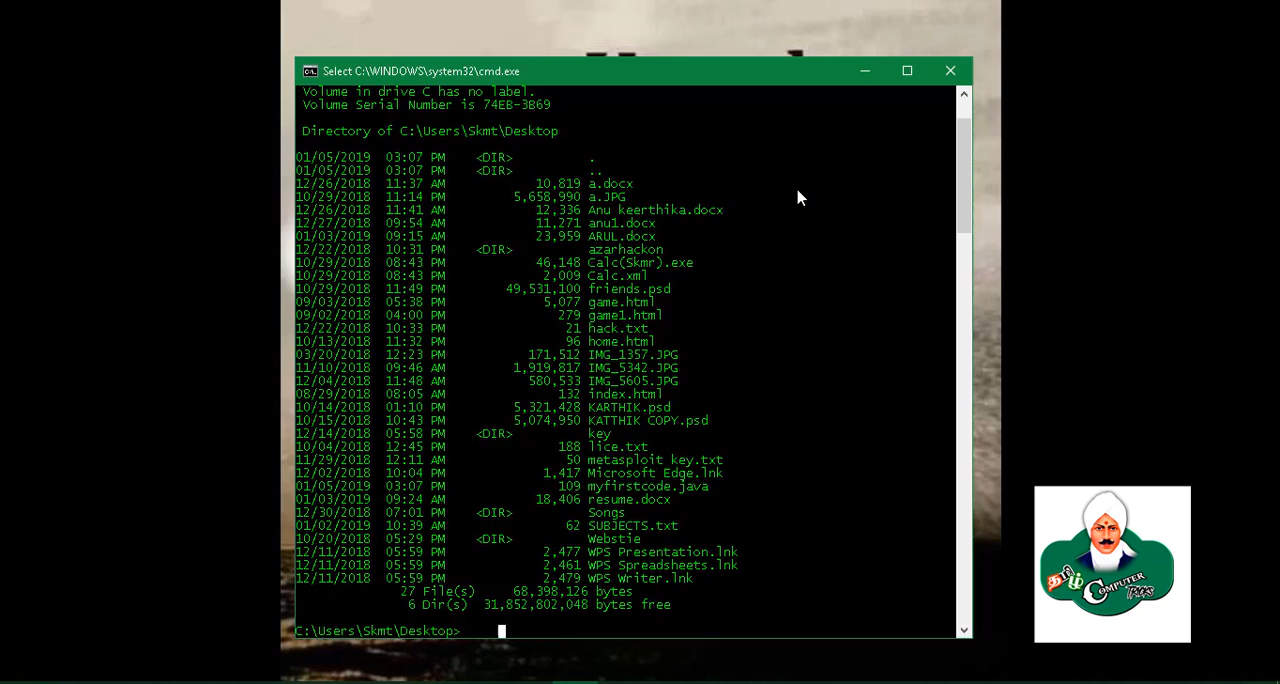 Select C:\WINDOWS\system32\cmd.exe
Volume in drive C has no label.
Volume Serial Number is 74EB-3B69
Directory of C:\Users\Skmt\Desktop
01/05/2019 03:07 PM <DIR> .
01/05/2019 03:07 PM <DIR> ..
12/26/2018 11:37 AM 10,819 a.docx
10/29/2018 11:14 PM 5,658,990 a.JPG
12/26/2018 11:41 AM 12,336 Anu keerthika.docx
12/27/2018 09:54 AM 11,271 anu1.docx
01/03/2019 09:15 AM 23,959 ARUL.docx
12/22/2018 10:31 PM <DIR> azarhackon
10/29/2018 08:43 PM 46,148 Calc(Skmr).exe
10/29/2018 08:43 PM 2,009 Calc.xml
10/29/2018 11:49 PM 49,531,100 friends.psd
09/03/2018 05:38 PM 5,077 game.html
09/02/2018 04:00 PM 279 game1.html
12/22/2018 10:33 PM 21 hack.txt
10/13/2018 11:32 PM 96 home.html
03/20/2018 12:23 PM 171,512 IMG_1357.JPG
11/10/2018 09:46 AM 1,919,817 IMG_5342.JPG
12/04/2018 11:48 AM 580,533 IMG_5605.JPG
08/29/2018 08:05 AM 132 index.html
10/14/2018 01:10 PM 5,321,428 KARTHIK.psd
10/15/2018 10:43 PM 5,074,950 KATTHIK COPY.psd
12/14/2018 05:58 PM <DIR> key
10/04/2018 12:45 PM 188 lice.txt
11/29/2018 12:11 AM 50 metasploit key.txt
12/02/2018 10:04 PM 1,417 Microsoft Edge.lnk
01/05/2019 03:07 PM 109 myfirstcode.java
01/03/2019 09:24 AM 18,406 resume.docx
12/30/2018 07:01 PM <DIR> Songs
01/02/2019 10:39 AM 62 SUBJECTS.txt
10/20/2018 05:29 PM <DIR> Webstie
12/11/2018 05:59 PM 2,477 WPS Presentation.lnk
12/11/2018 05:59 PM 2,461 WPS Spreadsheets.lnk
12/11/2018 05:59 PM 2,479 WPS Writer.lnk
27 File(s) 68,398,126 bytes
6 Dir(s) 31,852,802,048 bytes free
C:\Users\Skmt\Desktop>
தமிழ்
COMPUTER
TRICKS